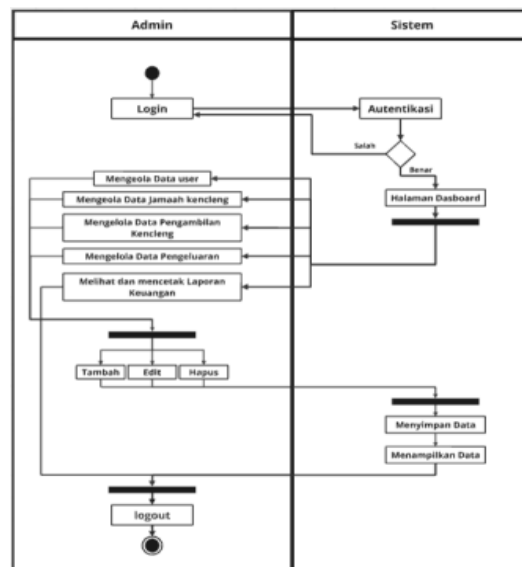 Admin
Sistem
Login
Autentikasi
Salah
Benar
Halaman Dasboard
Mengeola Data user
Mengeola Data Jamaah kencleng
Mengelola Data Pengambilan
Kencleng
Mengelola Data Pengeluaran
Melihat dan mencetak Laporan
Keuangan
Tambah
Edit
Hapus
Menyimpan Data
Menampilkan Data
logout